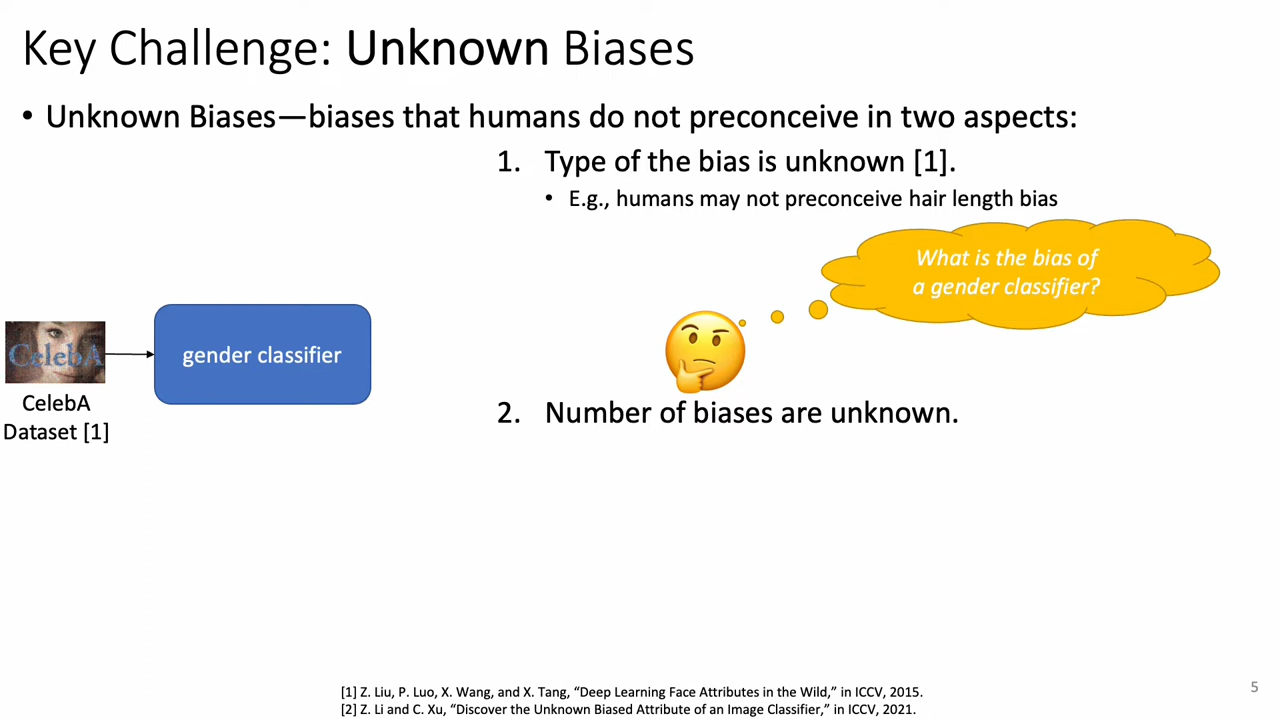 Key Challenge: Unknown Biases
• Unknown Biases—biases that humans do not preconceive in two aspects:
1. Type of the bias is unknown [1].
• E.g., humans may not preconceive hair length bias
What is the bias of
a gender classifier?
CelebA
gender classifier
CelebA
Dataset [1]
2. Number of biases are unknown.
[1] Z. Liu, P. Luo, X. Wang, and X. Tang, “Deep Learning Face Attributes in the Wild,” in ICCV, 2015.
[2] Z. Li and C. Xu, “Discover the Unknown Biased Attribute of an Image Classifier,” in ICCV, 2021.
5